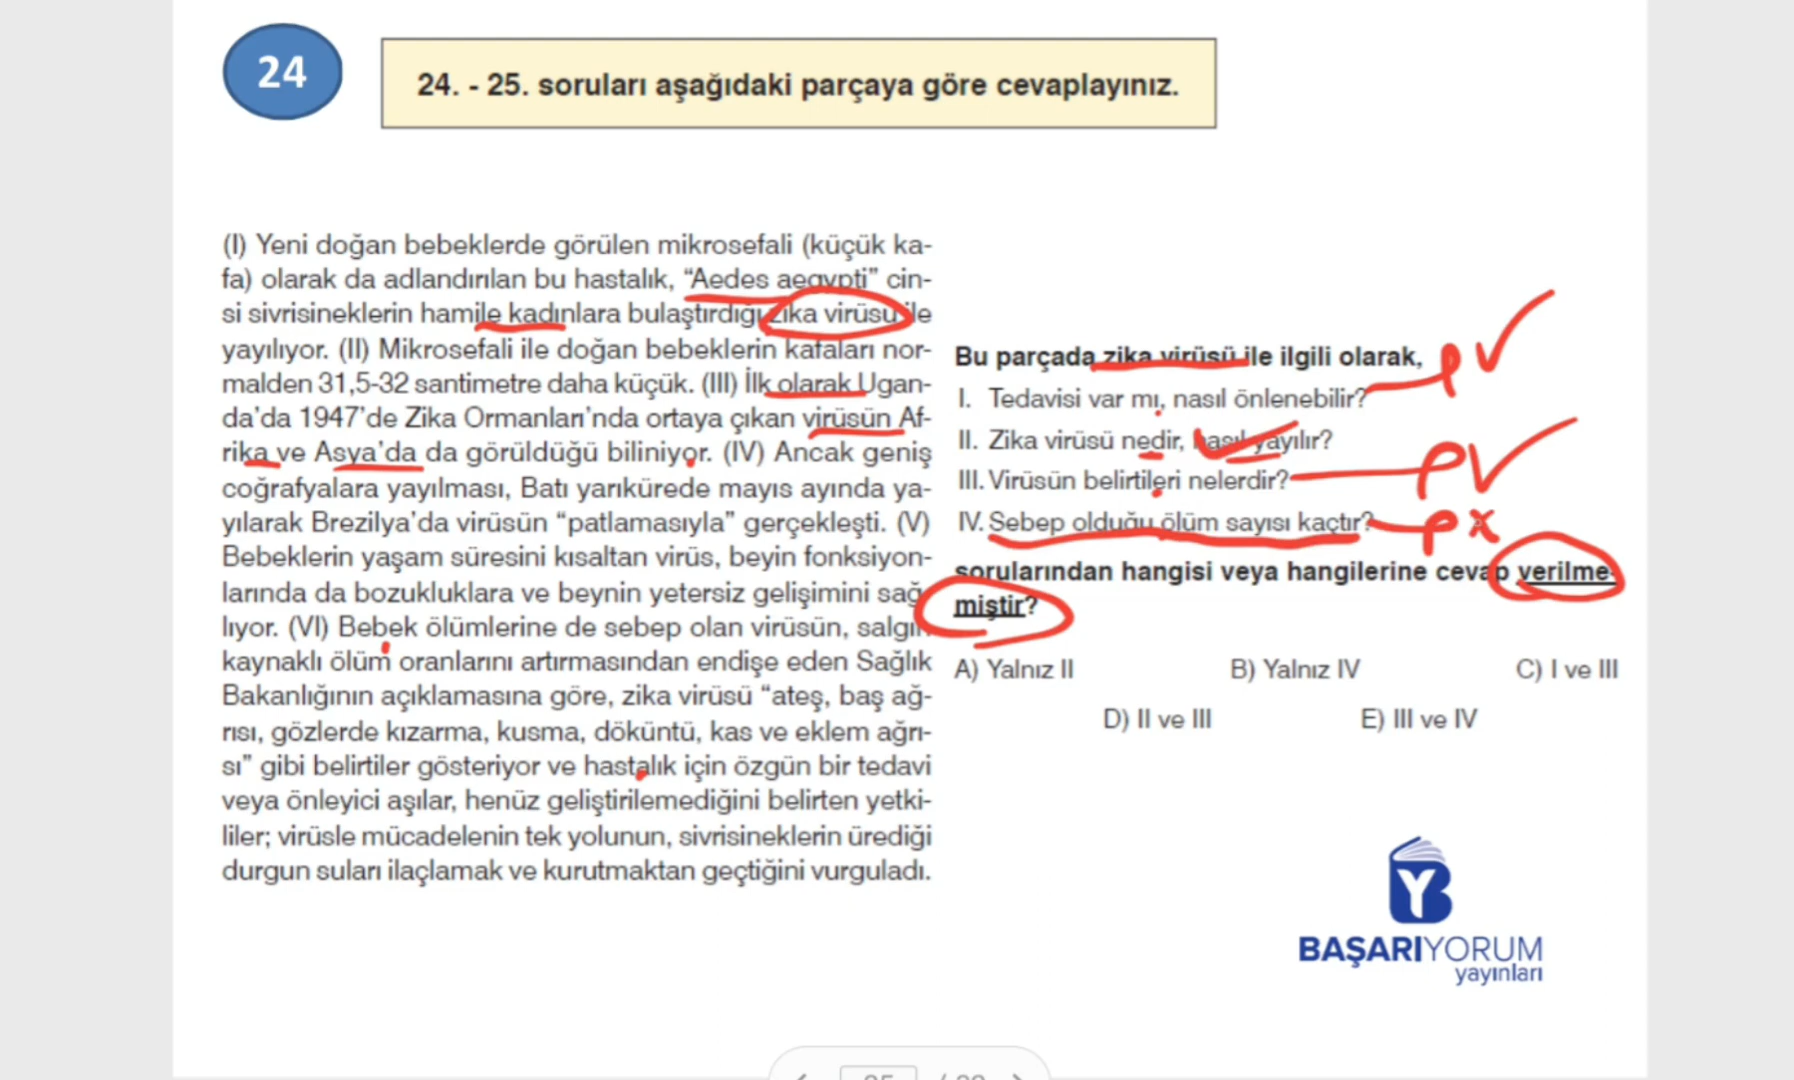 24
24. - 25. soruları aşağıdaki parçaya göre cevaplayınız.
(I) Yeni doğan bebeklerde görülen mikrosefali (küçük ka-
fa) olarak da adlandırılan bu hastalık, “Aedes aegypti” cin-
si sivrisineklerin hamile kadınlara bulaştırdığı zika virüsü ile
yayılıyor. (II) Mikrosefali ile doğan bebeklerin kafaları nor-
malden 31,5-32 santimetre daha küçük. (III) İlk olarak Ugan-
da’da 1947’de Zika Ormanları’nda ortaya çıkan virüsün Af-
rika ve Asya’da da görüldüğü biliniyor. (IV) Ancak geniş
coğrafyalara yayılması, Batı yarıkürede mayıs ayında ya-
yılarak Brezilya’da virüsün “patlamasıyla” gerçekleşti. (V)
Bebeklerin yaşam süresini kısaltan virüs, beyin fonksiyon-
larında da bozukluklara ve beynin yetersiz gelişimini sağ-
lıyor. (VI) Bebek ölümlerine de sebep olan virüsün, salgın
kaynaklı ölüm oranlarını artırmasından endişe eden Sağlık
Bakanlığının açıklamasına göre, zika virüsü “ateş, baş ağ-
rısı, gözlerde kızarma, kusma, döküntü, kas ve eklem ağrı-
sı” gibi belirtiler gösteriyor ve hastalık için özgün bir tedavi
veya önleyici aşılar, henüz geliştirilemediğini belirten yetki-
liler; virüsle mücadelenin tek yolunun, sivrisineklerin ürediği
durgun suları ilaçlamak ve kurutmaktan geçtiğini vurguladı.
Bu parçada zika virüsü ile ilgili olarak,
I. Tedavisi var mı, nasıl önlenebilir?
II. Zika virüsü nedir, nasıl yayılır?
III. Virüsün belirtileri nelerdir?
IV. Sebep olduğu ölüm sayısı kaçtır?
sorularından hangisi veya hangilerine cevap verilme-
miştir?
A) Yalnız II B) Yalnız IV C) I ve III
D) II ve III E) III ve IV
BAŞARIYORUM
yayınları